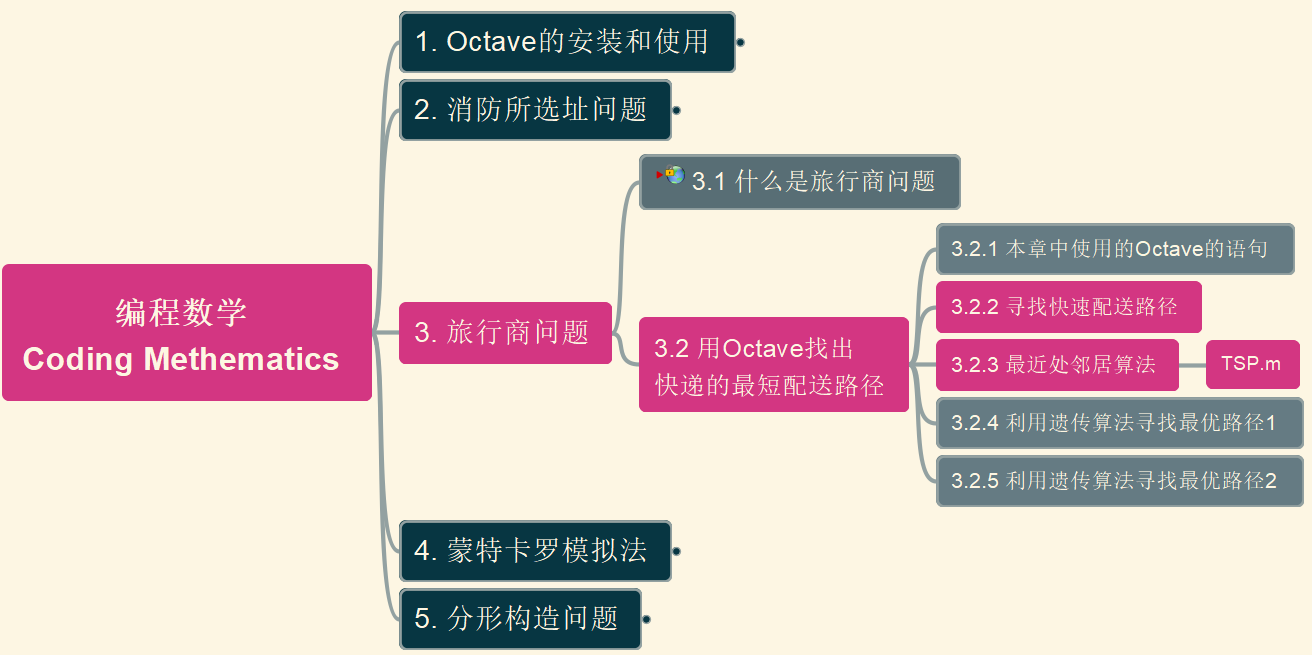 编程数学
Coding Methematics
1. Octave的安装和使用
2. 消防所选址问题
3. 旅行商问题
3.1 什么是旅行商问题
3.2 用Octave找出
快递的最短配送路径
3.2.1 本章中使用的Octave的语句
3.2.2 寻找快速配送路径
3.2.3 最近处邻居算法
TSP.m
3.2.4 利用遗传算法寻找最优路径1
3.2.5 利用遗传算法寻找最优路径2
4. 蒙特卡罗模拟法
5. 分形构造问题